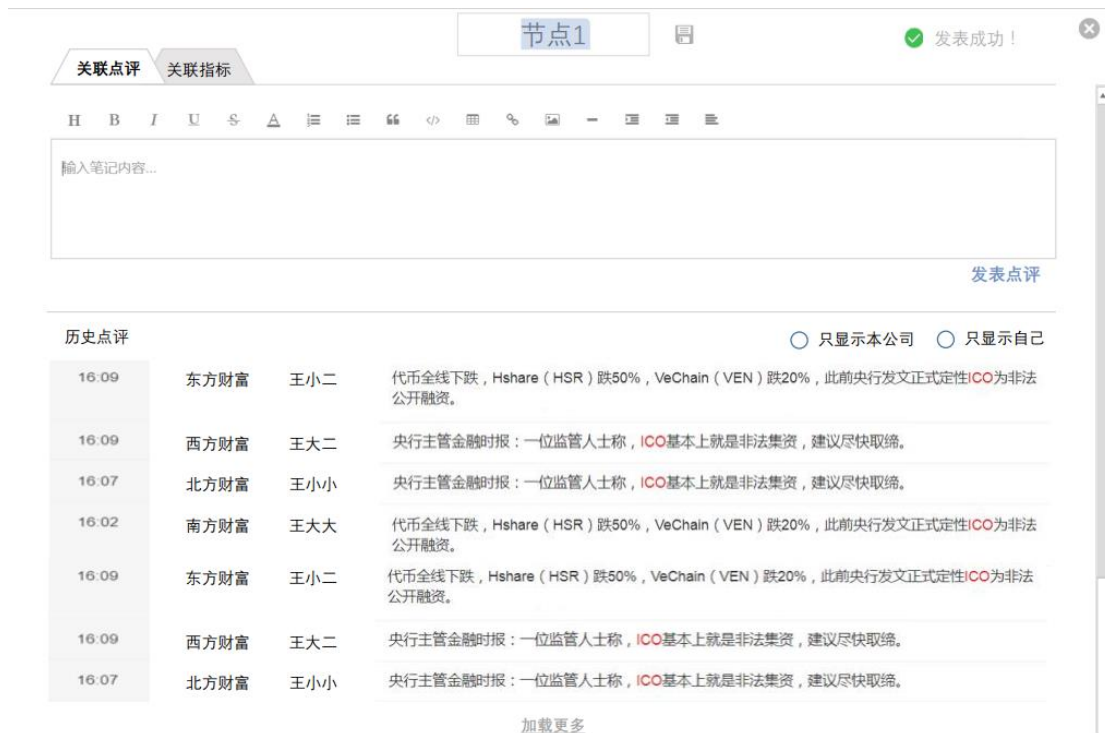 节点1
发表成功！
关联点评 关联指标
H B I U S A
输入笔记内容...
发表点评
历史点评 只显示本公司 只显示自己
16:09 东方财富 王小二 代币全线下跌，Hshare（HSR）跌50%，VeChain（VEN）跌20%，此前央行发文正式定性ICO为非法
公开融资。
16:09 西方财富 王大二 央行主管金融时报：一位监管人士称，ICO基本上就是非法集资，建议尽快取缔。
16:07 北方财富 王小小 央行主管金融时报：一位监管人士称，ICO基本上就是非法集资，建议尽快取缔。
16:02 南方财富 王大大 代币全线下跌，Hshare（HSR）跌50%，VeChain（VEN）跌20%，此前央行发文正式定性ICO为非法
公开融资。
16:09 东方财富 王小二 代币全线下跌，Hshare（HSR）跌50%，VeChain（VEN）跌20%，此前央行发文正式定性ICO为非法
公开融资。
16:09 西方财富 王大二 央行主管金融时报：一位监管人士称，ICO基本上就是非法集资，建议尽快取缔。
16:07 北方财富 王小小 央行主管金融时报：一位监管人士称，ICO基本上就是非法集资，建议尽快取缔。
加载更多